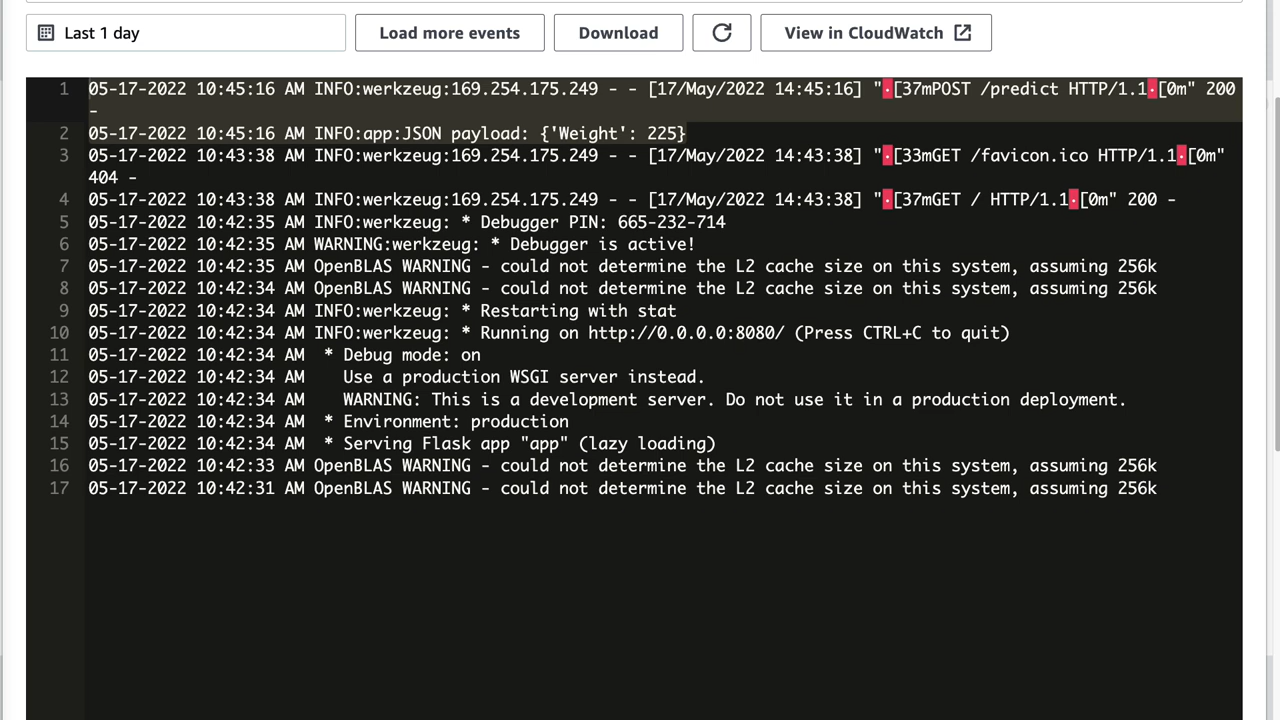 Last 1 day
Load more events
Download
View in CloudWatch
1 05-17-2022 10:45:16 AM INFO:werkzeug:169.254.175.249 - - [17/May/2022 14:45:16] "·[37mPOST /predict HTTP/1.1·[0m" 200
-
2 05-17-2022 10:45:16 AM INFO:app:JSON payload: {'Weight': 225}
3 05-17-2022 10:43:38 AM INFO:werkzeug:169.254.175.249 - - [17/May/2022 14:43:38] "·[33mGET /favicon.ico HTTP/1.1·[0m"
404 -
4 05-17-2022 10:43:38 AM INFO:werkzeug:169.254.175.249 - - [17/May/2022 14:43:38] "·[37mGET / HTTP/1.1·[0m" 200 -
5 05-17-2022 10:42:35 AM INFO:werkzeug: * Debugger PIN: 665-232-714
6 05-17-2022 10:42:35 AM WARNING:werkzeug: * Debugger is active!
7 05-17-2022 10:42:35 AM OpenBLAS WARNING - could not determine the L2 cache size on this system, assuming 256k
8 05-17-2022 10:42:35 AM OpenBLAS WARNING - could not determine the L2 cache size on this system, assuming 256k
9 05-17-2022 10:42:34 AM INFO:werkzeug: * Restarting with stat
10 05-17-2022 10:42:34 AM INFO:werkzeug: * Running on http://0.0.0.0:8080/ (Press CTRL+C to quit)
11 05-17-2022 10:42:34 AM  * Debug mode: on
12 05-17-2022 10:42:34 AM    Use a production WSGI server instead.
13 05-17-2022 10:42:34 AM    WARNING: This is a development server. Do not use it in a production deployment.
14 05-17-2022 10:42:34 AM  * Environment: production
15 05-17-2022 10:42:34 AM  * Serving Flask app "app" (lazy loading)
16 05-17-2022 10:42:33 AM OpenBLAS WARNING - could not determine the L2 cache size on this system, assuming 256k
17 05-17-2022 10:42:31 AM OpenBLAS WARNING - could not determine the L2 cache size on this system, assuming 256k